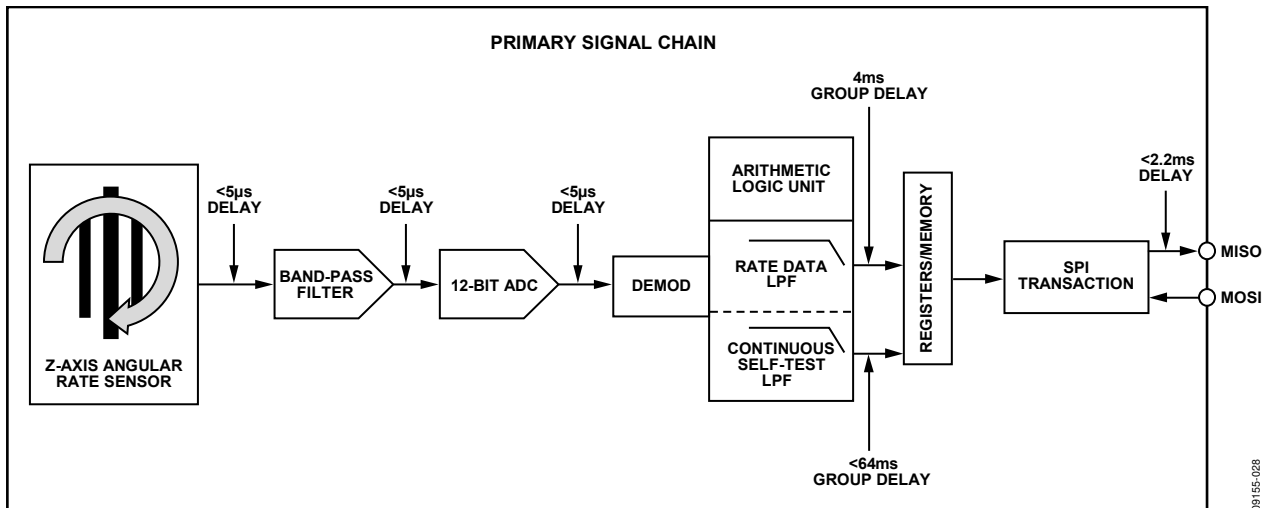 PRIMARY SIGNAL CHAIN
4ms
GROUP DELAY
<5μs
DELAY
<5μs
DELAY
<5μs
DELAY
<2.2ms
DELAY
ARITHMETIC
LOGIC UNIT
BAND-PASS
FILTER
12-BIT ADC
DEMOD
RATE DATA
LPF
CONTINUOUS
SELF-TEST
LPF
REGISTERS/MEMORY
SPI
TRANSACTION
MISO
MOSI
Z-AXIS ANGULAR
RATE SENSOR
<64ms
GROUP DELAY
09155-028